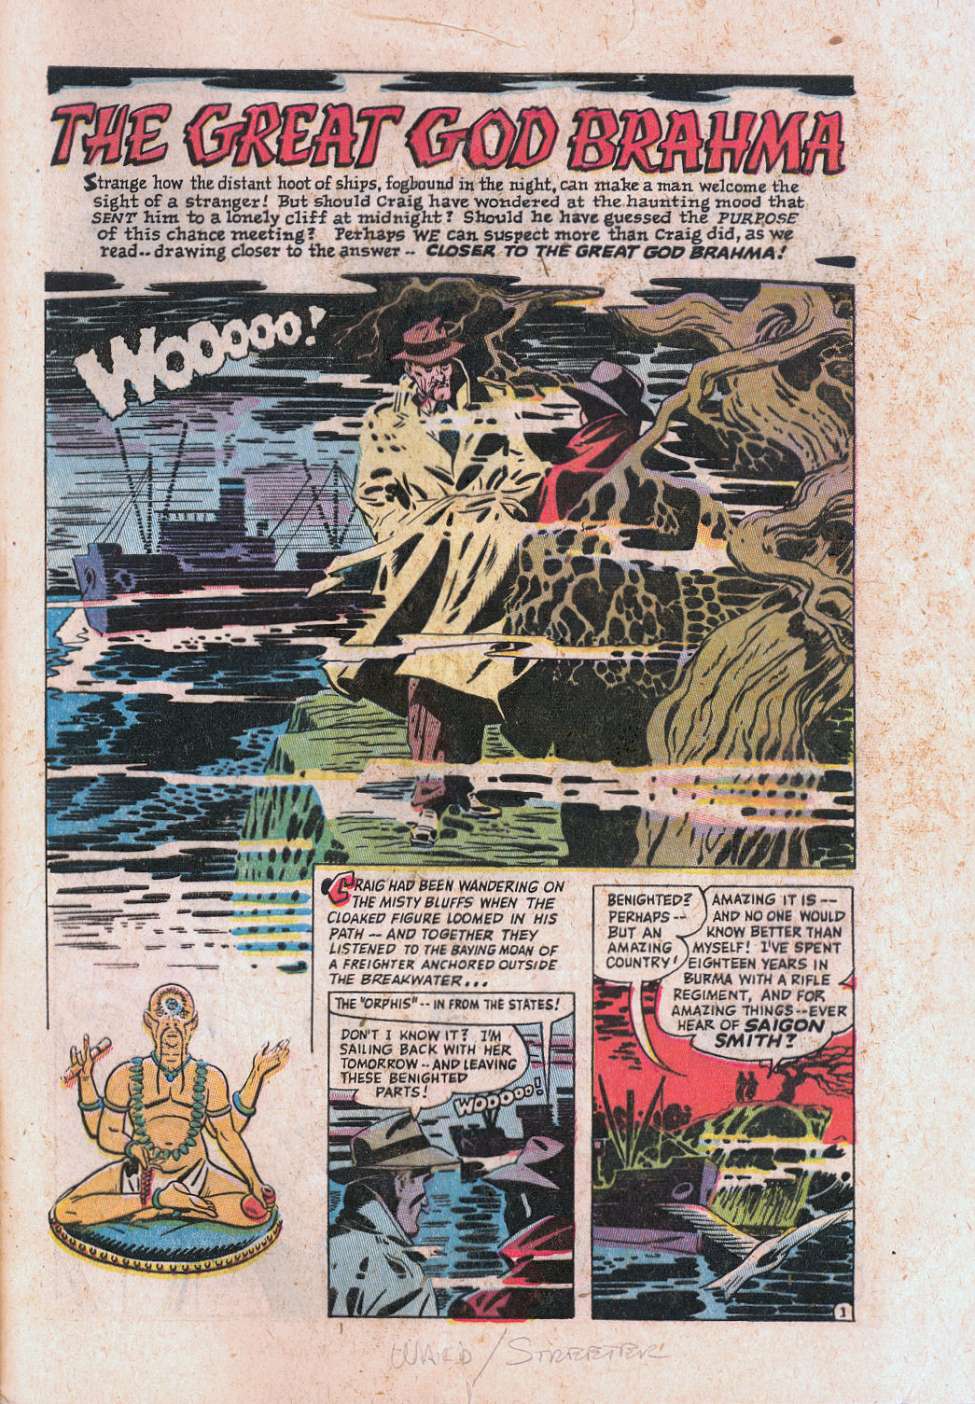 THE GREAT GOD BRAHMA
Strange how the distant hoot of ships, fogbound in the night, can make a man welcome the
sight of a stranger! But should Craig have wondered at the haunting mood that
SENT him to a lonely cliff at midnight? Should he have guessed the PURPOSE
of this chance meeting? Perhaps WE can suspect more than Craig did, as we
read -- drawing closer to the answer -- CLOSER TO THE GREAT GOD BRAHMA!
WOOOOOO!
CRAIG HAD BEEN WANDERING ON
THE MISTY BLUFFS WHEN THE
CLOAKED FIGURE LOOMED IN HIS
PATH -- AND TOGETHER THEY
LISTENED TO THE BAYING MOAN OF
A FREIGHTER ANCHORED OUTSIDE
THE BREAKWATER...
THE "ORPHIS" -- IN FROM THE STATES!
DON'T I KNOW IT? I'M
SAILING BACK WITH HER
TOMORROW -- AND LEAVING
THESE BENIGHTED
PARTS!
WOOOOO!
BENIGHTED?
PERHAPS --
BUT AN
AMAZING
COUNTRY!
AMAZING IT IS --
AND NO ONE WOULD
KNOW BETTER THAN
MYSELF! I'VE SPENT
EIGHTEEN YEARS IN
BURMA WITH A RIFLE
REGIMENT, AND FOR
AMAZING THINGS -- EVER
HEAR OF SAIGON
SMITH?
1
WARD / STREETER